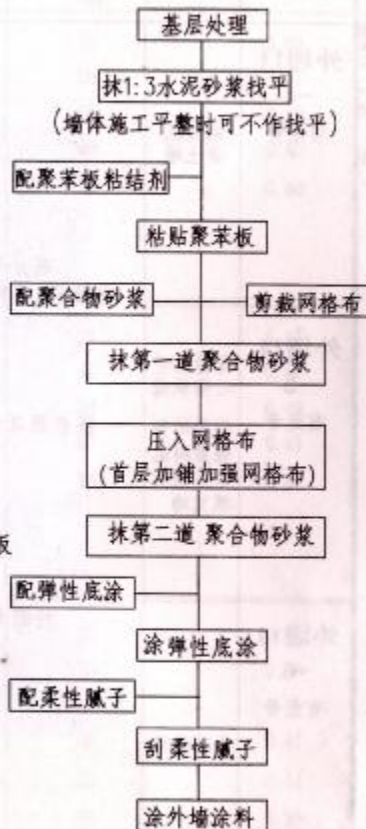 基层处理
抹1:3水泥砂浆找平
(墙体施工平整时可不作找平)
配聚苯板粘结剂
粘贴聚苯板
配聚合物砂浆
剪裁网格布
抹第一道 聚合物砂浆
压入网格布
(首层加铺加强网格布)
板
抹第二道 聚合物砂浆
配弹性底涂
涂弹性底涂
配柔性腻子
刮柔性腻子
涂外墙涂料